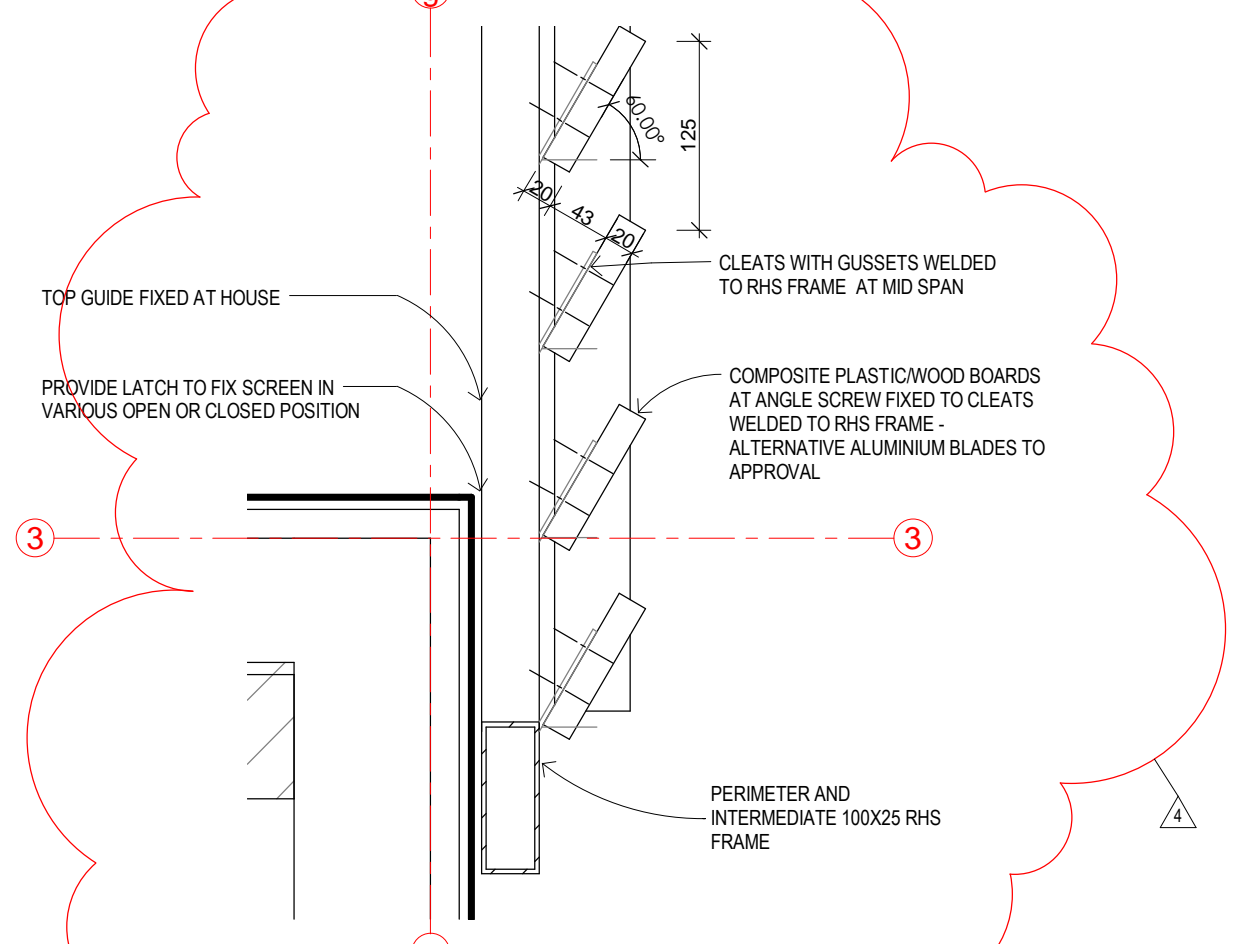 3
60.00°
125
20
43
20
CLEATS WITH GUSSETS WELDED
TO RHS FRAME AT MID SPAN
TOP GUIDE FIXED AT HOUSE
PROVIDE LATCH TO FIX SCREEN IN
VARIOUS OPEN OR CLOSED POSITION
COMPOSITE PLASTIC/WOOD BOARDS
AT ANGLE SCREW FIXED TO CLEATS
WELDED TO RHS FRAME -
ALTERNATIVE ALUMINIUM BLADES TO
APPROVAL
3
3
PERIMETER AND
INTERMEDIATE 100X25 RHS
FRAME
4